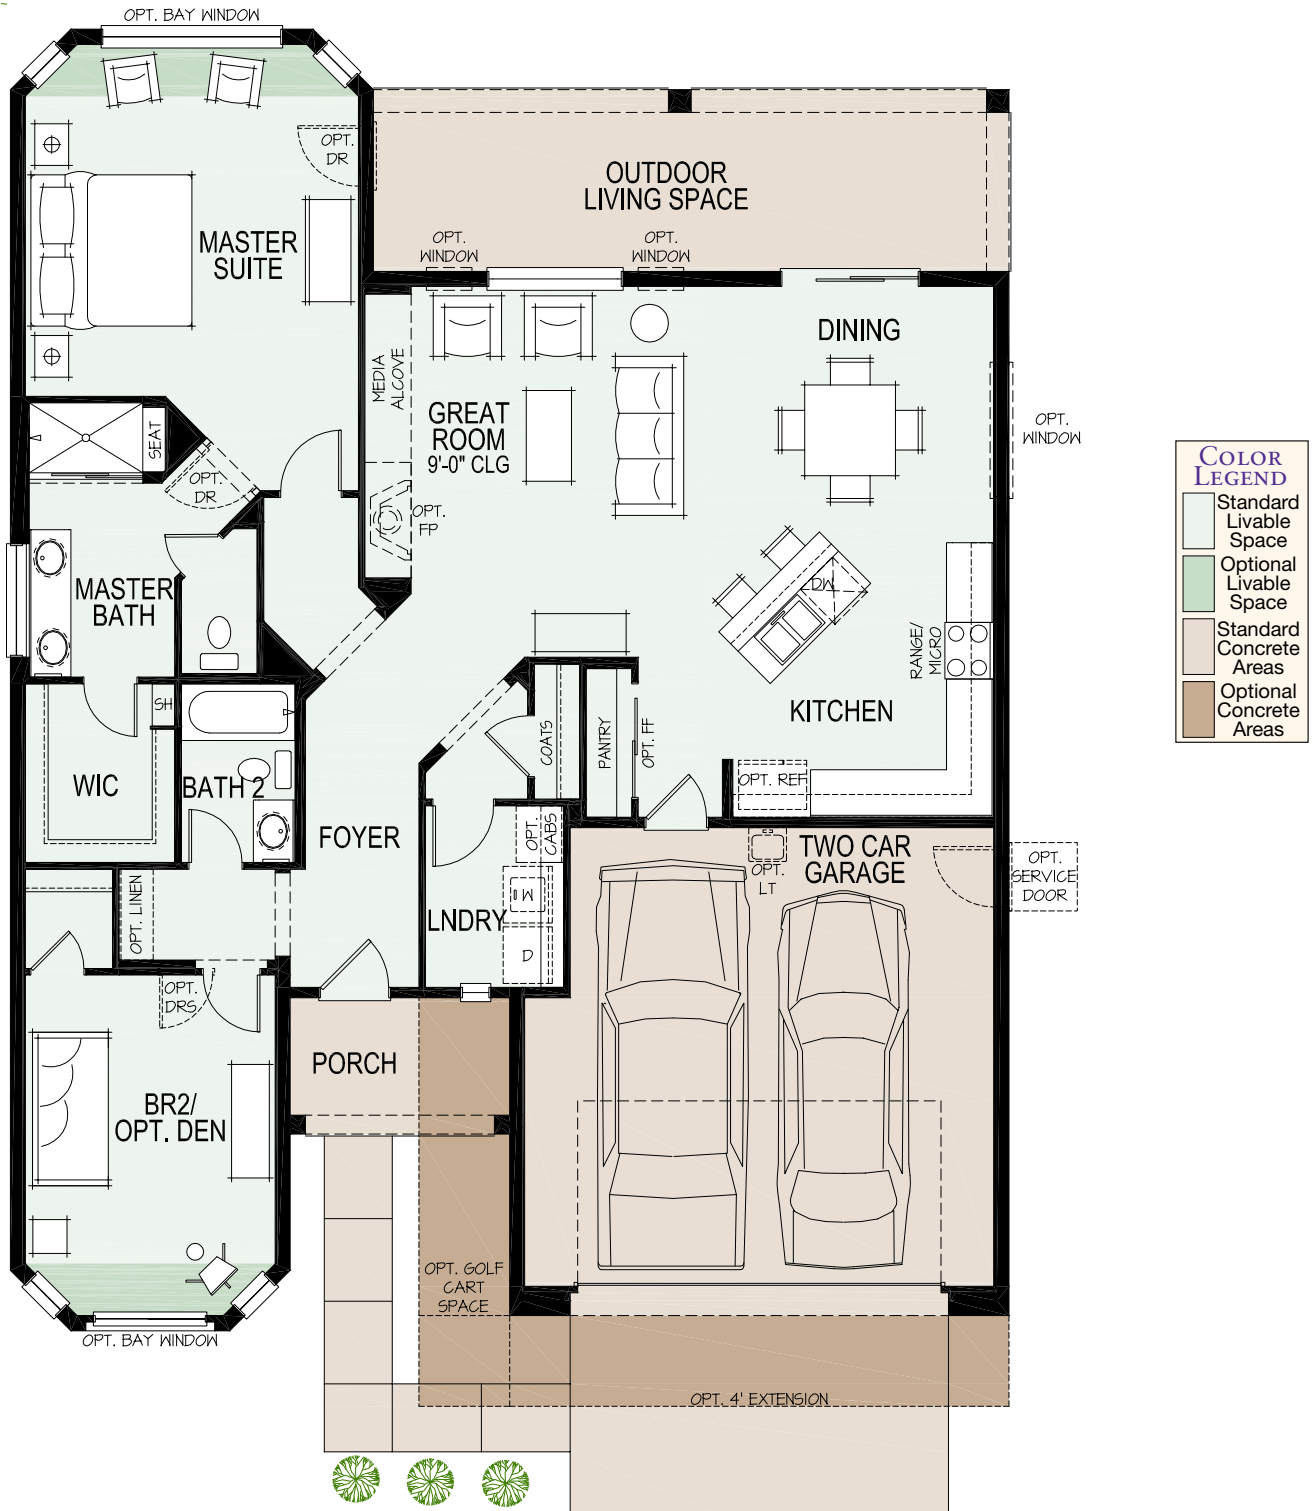 OPT. BAY WINDOW
OPT.
DR
OUTDOOR
LIVING SPACE
MASTER
SUITE
OPT.
WINDOW
OPT.
WINDOW
DINING
MEDIA
ALCOVE
GREAT
ROOM
9'-0" CLG
OPT.
WINDOW
SEAT
OPT.
DR
OPT.
FP
COLOR
LEGEND
Standard
Livable
Space
Optional
Livable
Space
Standard
Concrete
Areas
Optional
Concrete
Areas
MASTER
BATH
DW
RANGE/
MICRO
SH
KITCHEN
COATS
PANTRY
OPT. FF
WIC
BATH 2
OPT. REF
FOYER
OPT.
CABS
OPT.
LT
TWO CAR
GARAGE
OPT.
SERVICE
DOOR
OPT. LINEN
W
LNDRY
D
OPT.
DRS
PORCH
BR2/
OPT. DEN
OPT. GOLF
CART
SPACE
OPT. BAY WINDOW
OPT. 4' EXTENSION